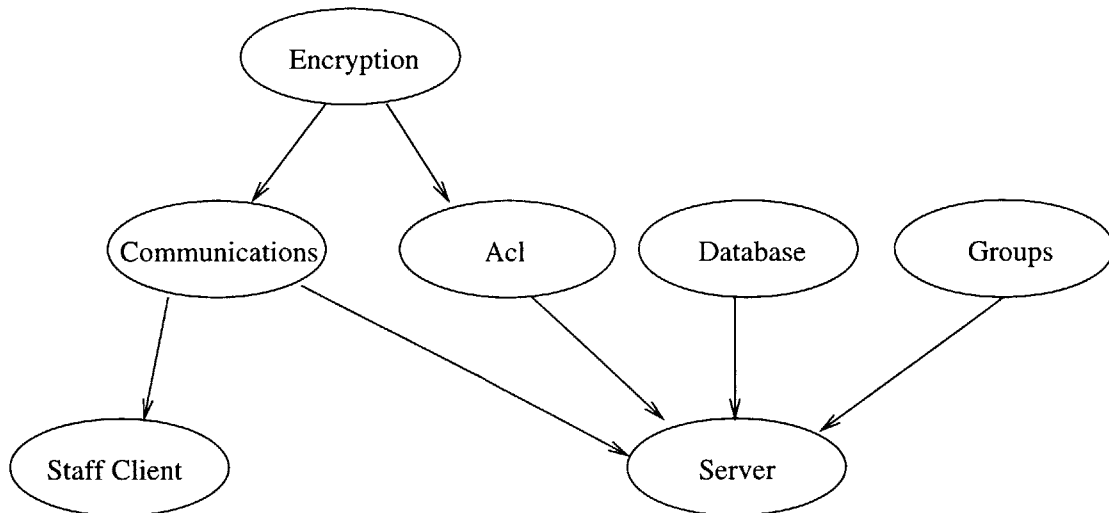 Encryption
Communications
Acl
Database
Groups
Staff Client
Server